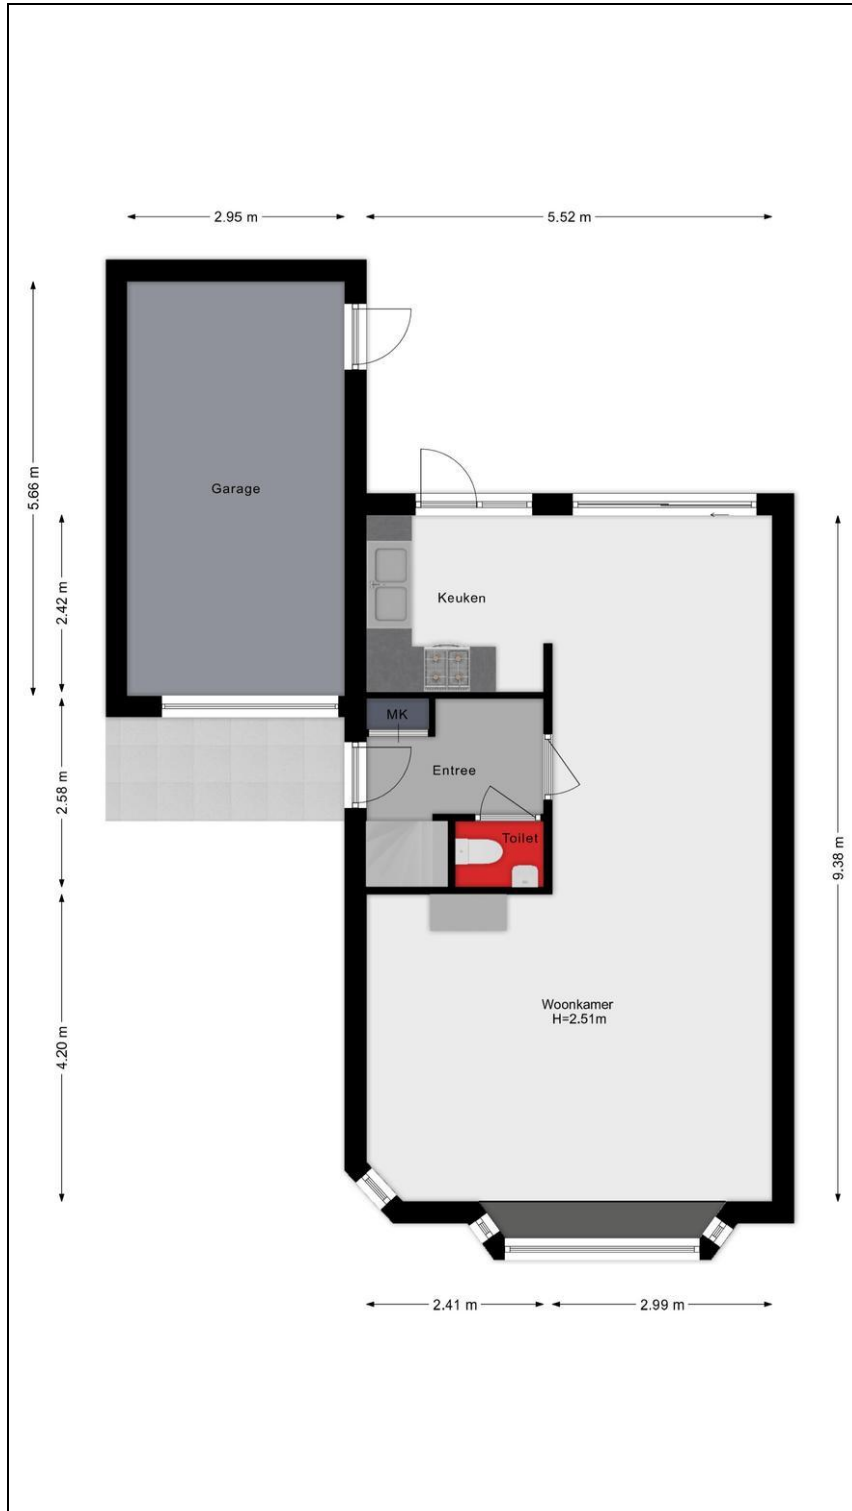 2.95 m
5.52 m
5.66 m
Garage
2.42 m
Keuken
MK
Entree
2.58 m
Toilet
9.38 m
Woonkamer
H=2.51m
4.20 m
2.41 m
2.99 m